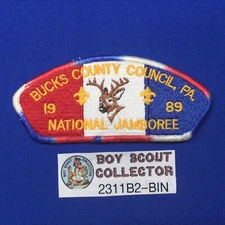 BUCKS COUNTY COUNCIL, PA.
19 89
NATIONAL JAMBOREE
BOY SCOUT
COLLECTOR
2311B2-BIN